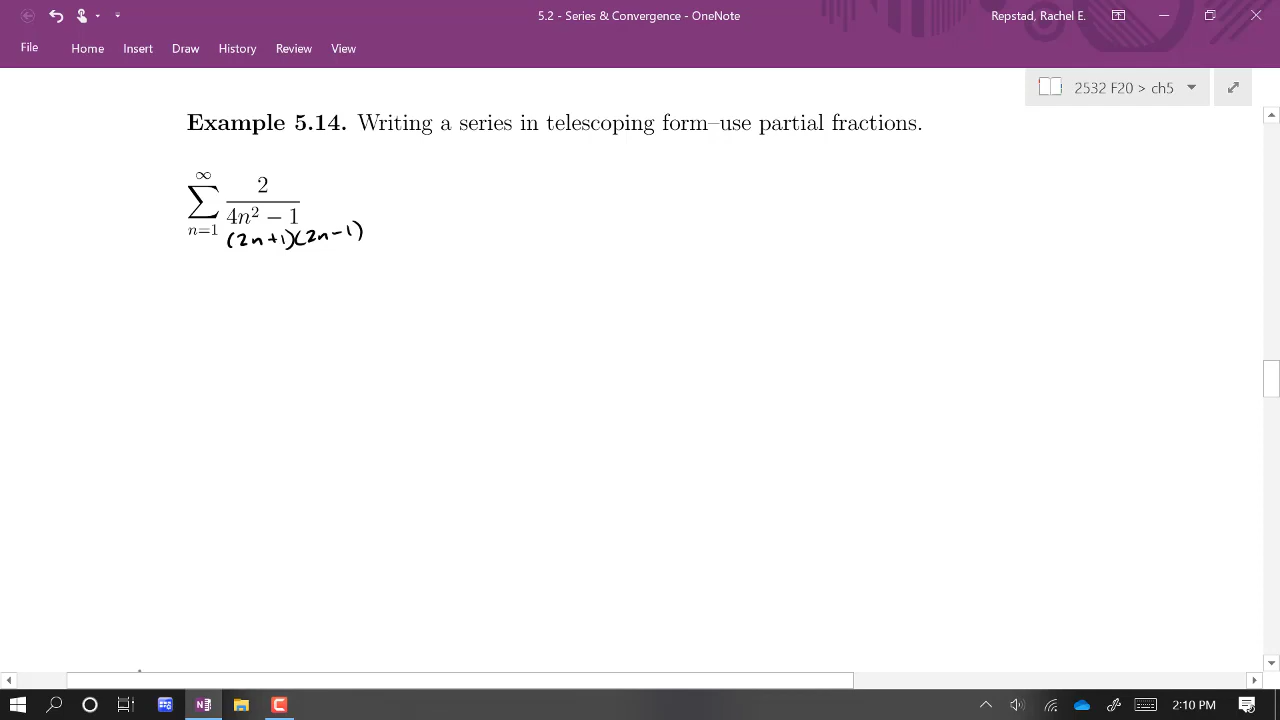 5.2 - Series & Convergence - OneNote
Repstad, Rachel E.
File Home Insert Draw History Review View
2532 F20 > ch5
Example 5.14. Writing a series in telescoping form–use partial fractions.
∞
∑ 2 / (4n² − 1)
n=1
(2n+1)(2n−1)
2:10 PM